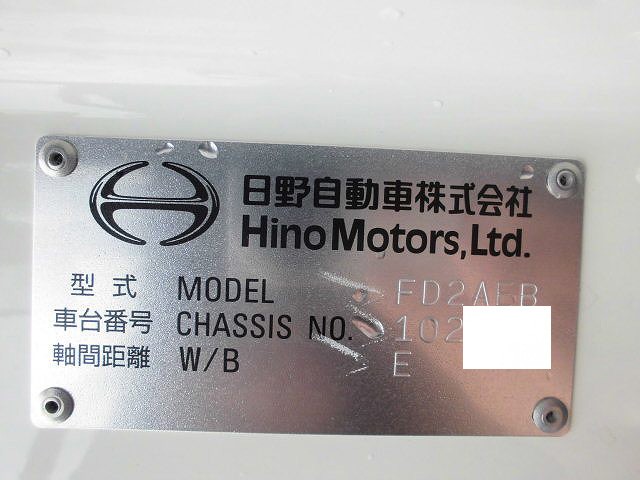 日野自動車株式会社
Hino Motors, Ltd.
型式 MODEL FD2AEB
車台番号 CHASSIS NO. 102
軸間距離 W/B E